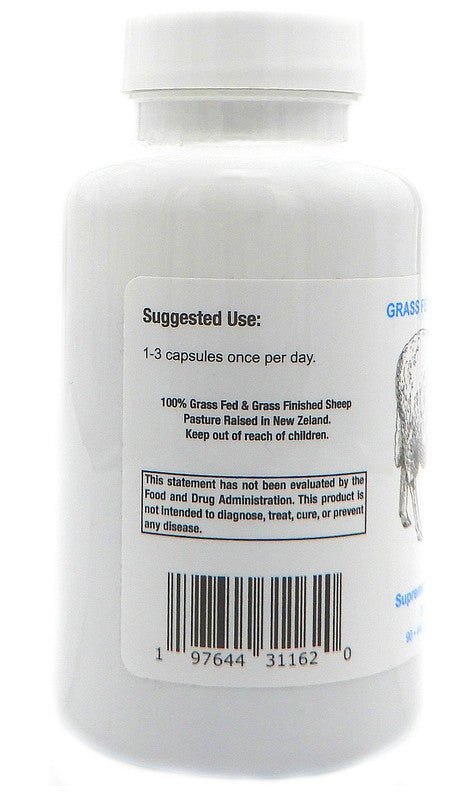 Suggested Use:
1-3 capsules once per day.
100% Grass Fed & Grass Finished Sheep
Pasture Raised in New Zeland.
Keep out of reach of children.
This statement has not been evaluated by the
Food and Drug Administration. This product is
not intended to diagnose, treat, cure, or prevent
any disease.
1 97644 31162 0
GRASS
90